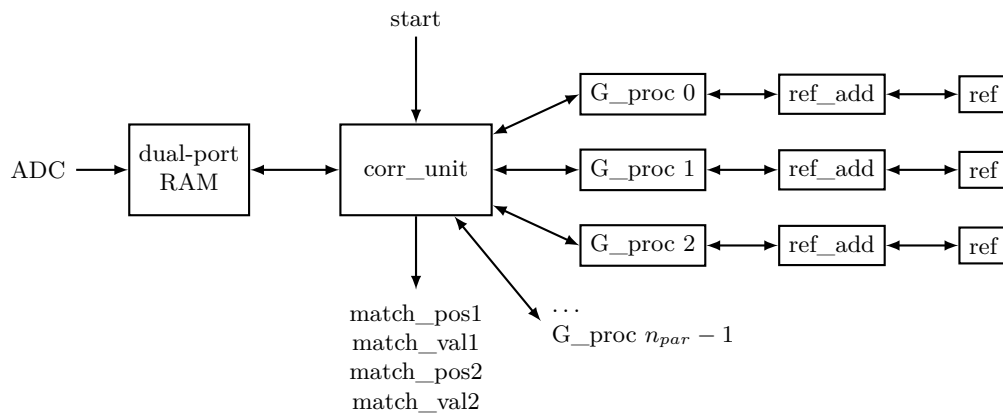 start
G_proc 0
ref_add
ref
ADC
dual-port
RAM
corr_unit
G_proc 1
ref_add
ref
G_proc 2
ref_add
ref
match_pos1
match_val1
match_pos2
match_val2
...
G_proc n_par − 1